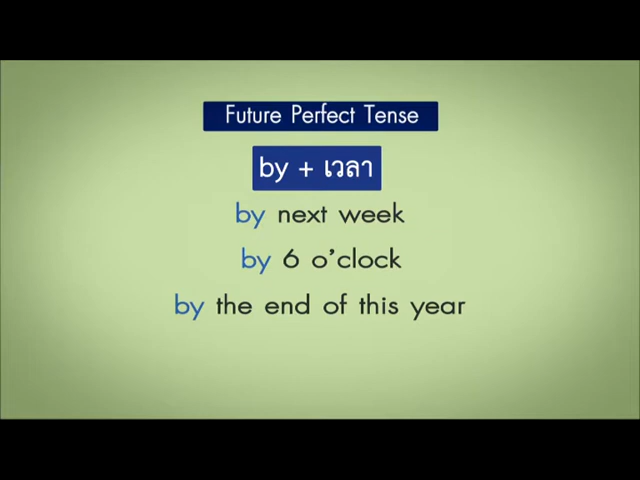 Future Perfect Tense
by + เวลา
by next week
by 6 o'clock
by the end of this year